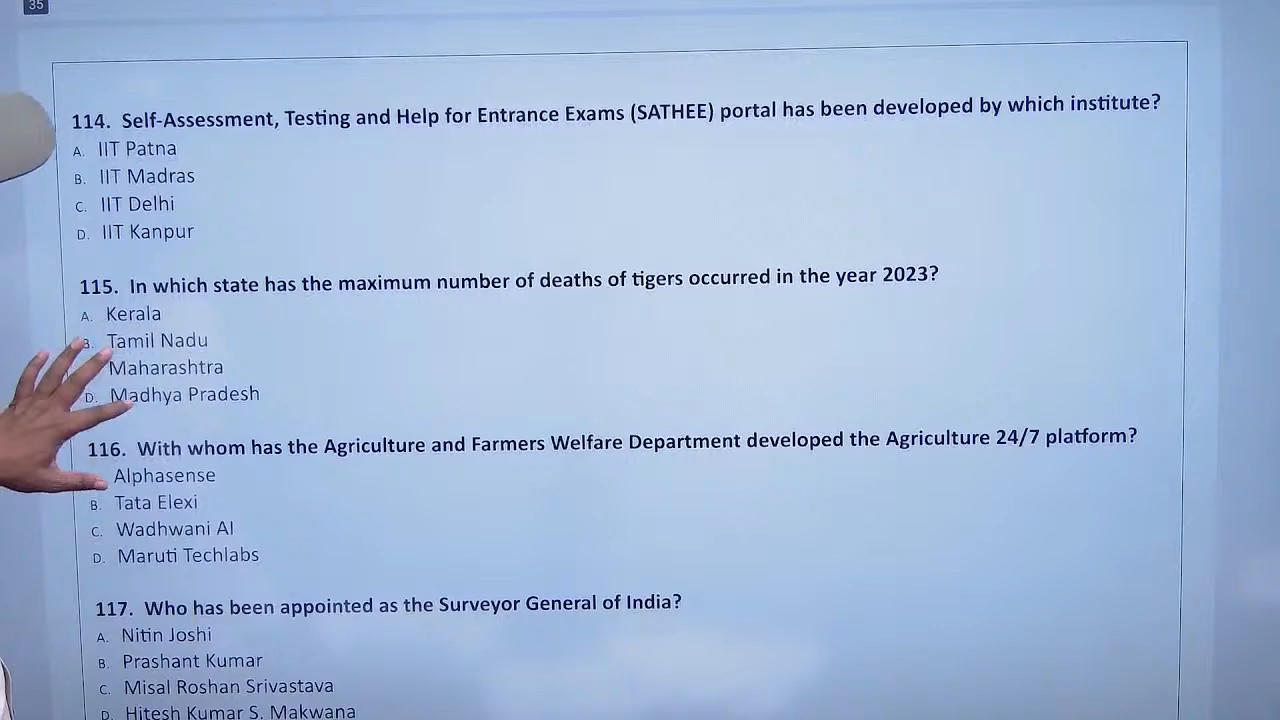 35
114. Self-Assessment, Testing and Help for Entrance Exams (SATHEE) portal has been developed by which institute?
A. IIT Patna
B. IIT Madras
C. IIT Delhi
D. IIT Kanpur
115. In which state has the maximum number of deaths of tigers occurred in the year 2023?
A. Kerala
B. Tamil Nadu
Maharashtra
D. Madhya Pradesh
116. With whom has the Agriculture and Farmers Welfare Department developed the Agriculture 24/7 platform?
Alphasense
B. Tata Elexi
C. Wadhwani AI
D. Maruti Techlabs
117. Who has been appointed as the Surveyor General of India?
A. Nitin Joshi
B. Prashant Kumar
C. Misal Roshan Srivastava
D. Hitesh Kumar S. Makwana